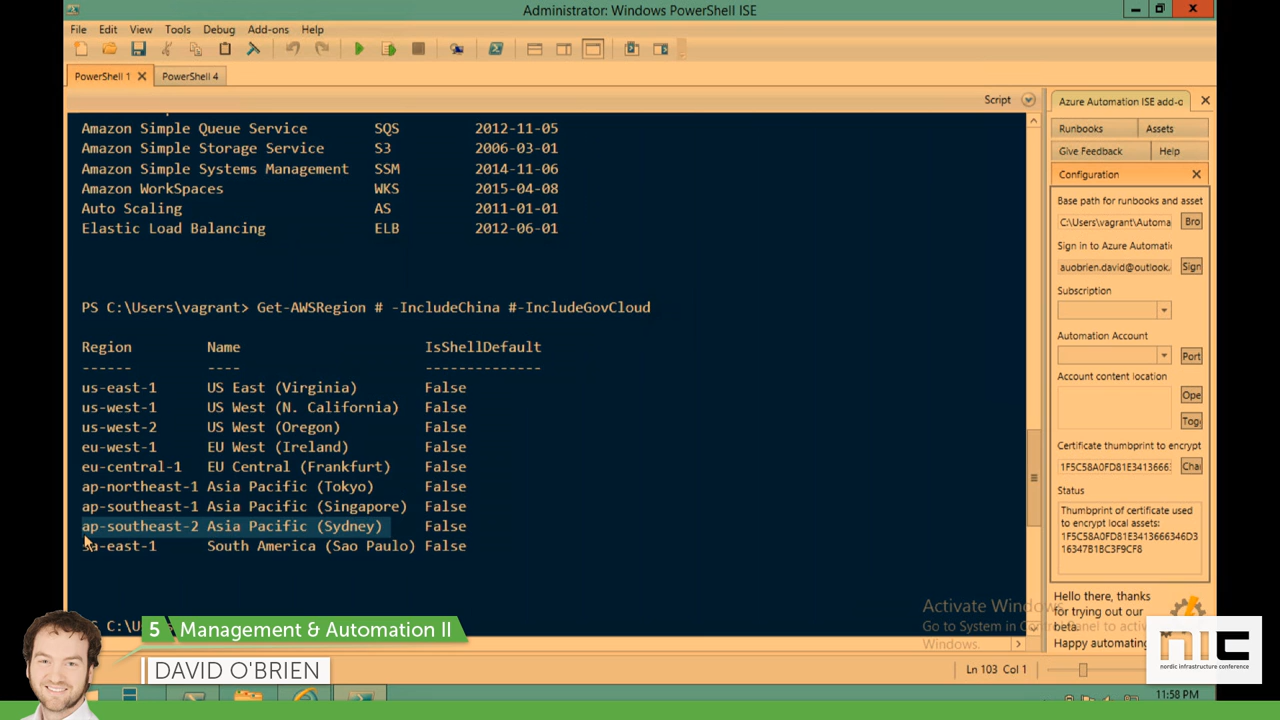 Administrator: Windows PowerShell ISE
File Edit View Tools Debug Add-ons Help
PowerShell 1 PowerShell 4
Script
Amazon Simple Queue Service SQS 2012-11-05
Amazon Simple Storage Service S3 2006-03-01
Amazon Simple Systems Management SSM 2014-11-06
Amazon WorkSpaces WKS 2015-04-08
Auto Scaling AS 2011-01-01
Elastic Load Balancing ELB 2012-06-01
PS C:\Users\vagrant> Get-AWSRegion # -IncludeChina #-IncludeGovCloud
Region Name IsShellDefault
------ ---- --------------
us-east-1 US East (Virginia) False
us-west-1 US West (N. California) False
us-west-2 US West (Oregon) False
eu-west-1 EU West (Ireland) False
eu-central-1 EU Central (Frankfurt) False
ap-northeast-1 Asia Pacific (Tokyo) False
ap-southeast-1 Asia Pacific (Singapore) False
ap-southeast-2 Asia Pacific (Sydney) False
sa-east-1 South America (Sao Paulo) False
PS C:\U
Azure Automation ISE add-o
Runbooks Assets
Give Feedback Help
Configuration
Base path for runbooks and asset
C:\Users\vagrant\Automa Bro
Sign in to Azure Automati
auobrien.david@outlook. Sign
Subscription
Automation Account
Port
Account content location
Ope
Togg
Certificate thumbprint to encrypt
1F5C58A0FD81E3413666: Cha
Status
Thumbprint of certificate used
to encrypt local assets:
1F5C58A0FD81E3413666346D3
16347B1BC3F9CF8
Hello there, thanks
for trying out our
beta.
Happy automating
Activate Windows
Go to System in Control Panel to activ
Windows.
Ln 103 Col 1
11:58 PM
5 Management & Automation II
DAVID O'BRIEN
nic
nordic infrastructure conference